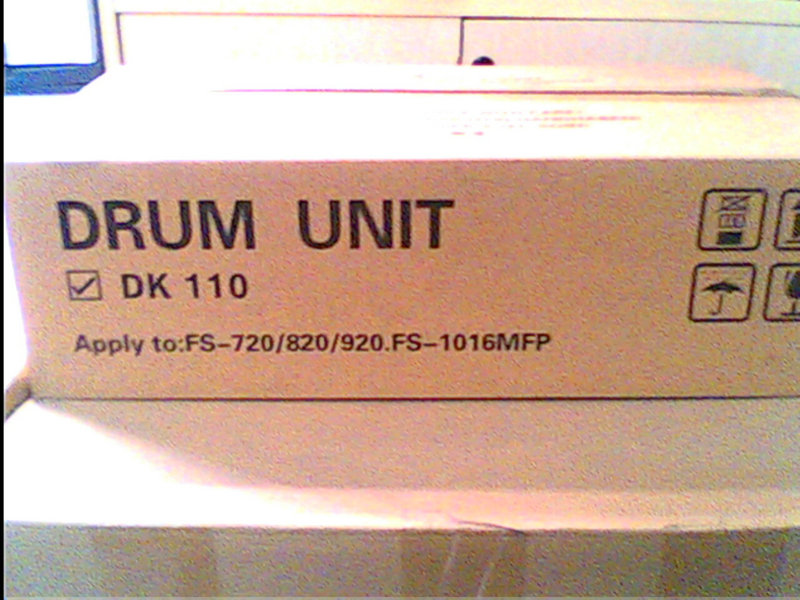 DRUM UNIT
DK 110
Apply to:FS-720/820/920.FS-1016MFP